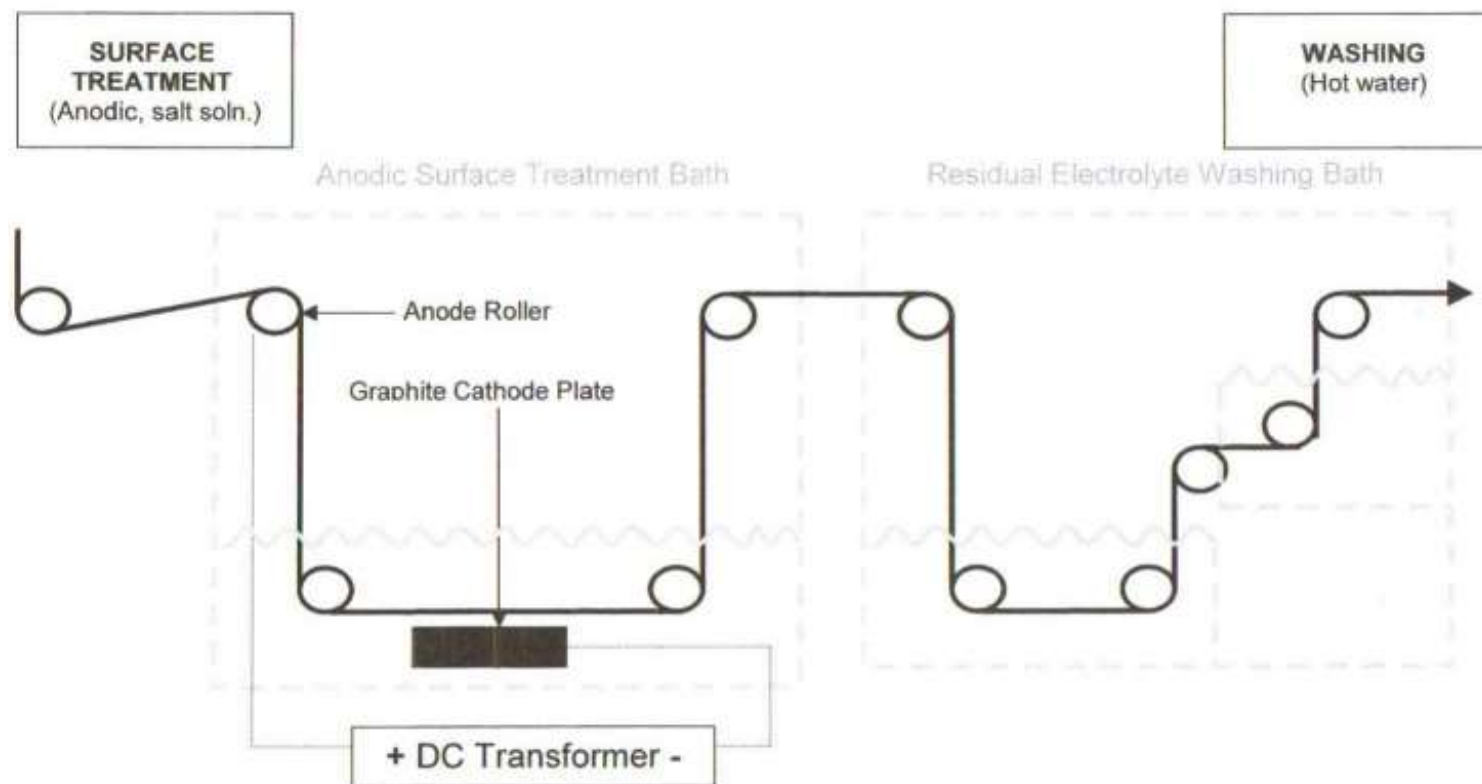 SURFACE
TREATMENT
(Anodic, salt soln.)
WASHING
(Hot water)
Anodic Surface Treatment Bath
Residual Electrolyte Washing Bath
Anode Roller
Graphite Cathode Plate
+ DC Transformer -